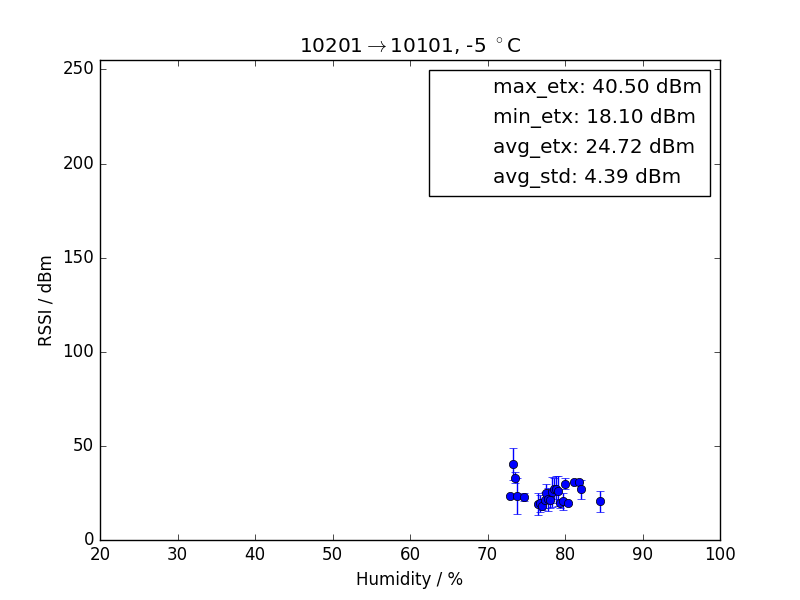 10201→10101, -5 °C
max_etx: 40.50 dBm
min_etx: 18.10 dBm
avg_etx: 24.72 dBm
avg_std: 4.39 dBm
RSSI / dBm
250
200
150
100
50
0
20 30 40 50 60 70 80 90 100
Humidity / %